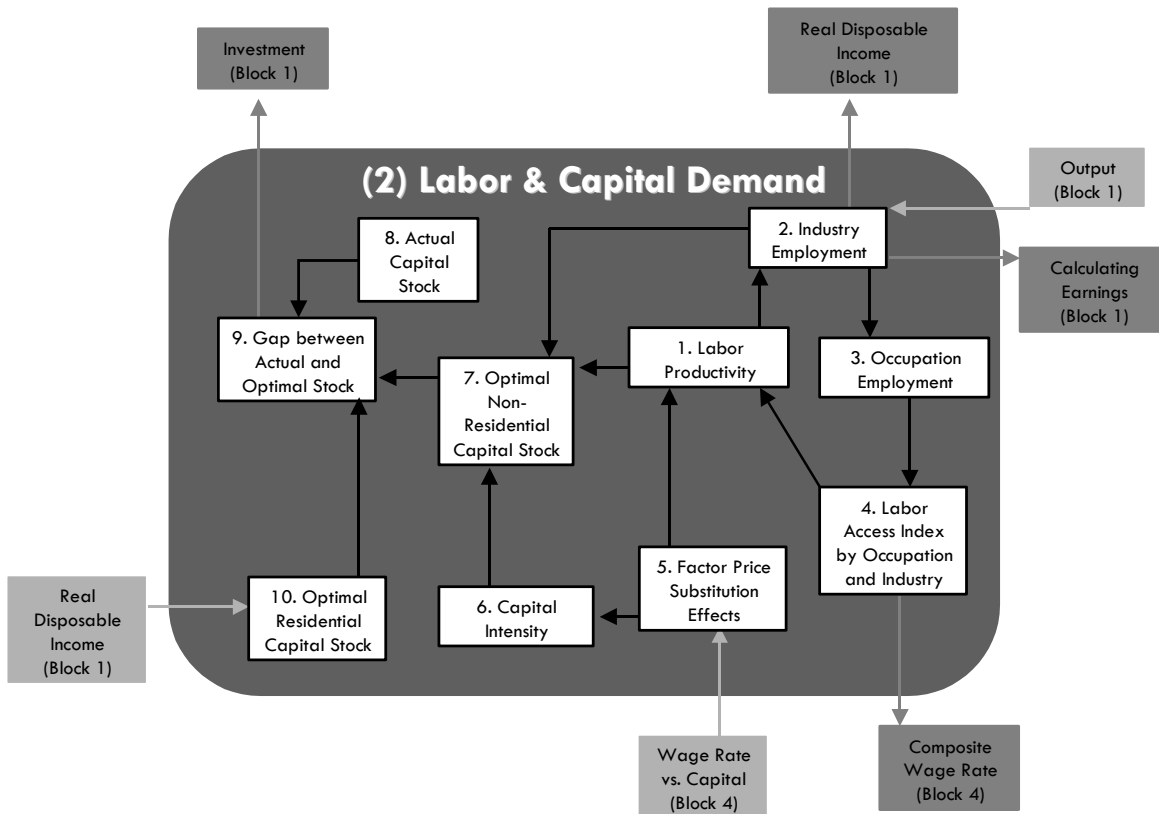 Investment
(Block 1)
Real Disposable
Income
(Block 1)
(2) Labor & Capital Demand
Output
(Block 1)
8. Actual
Capital
Stock
2. Industry
Employment
Calculating
Earnings
(Block 1)
9. Gap between
Actual and
Optimal Stock
7. Optimal
Non-
Residential
Capital Stock
1. Labor
Productivity
3. Occupation
Employment
4. Labor
Access Index
by Occupation
and Industry
5. Factor Price
Substitution
Effects
6. Capital
Intensity
10. Optimal
Residential
Capital Stock
Real
Disposable
Income
(Block 1)
Wage Rate
vs. Capital
(Block 4)
Composite
Wage Rate
(Block 4)